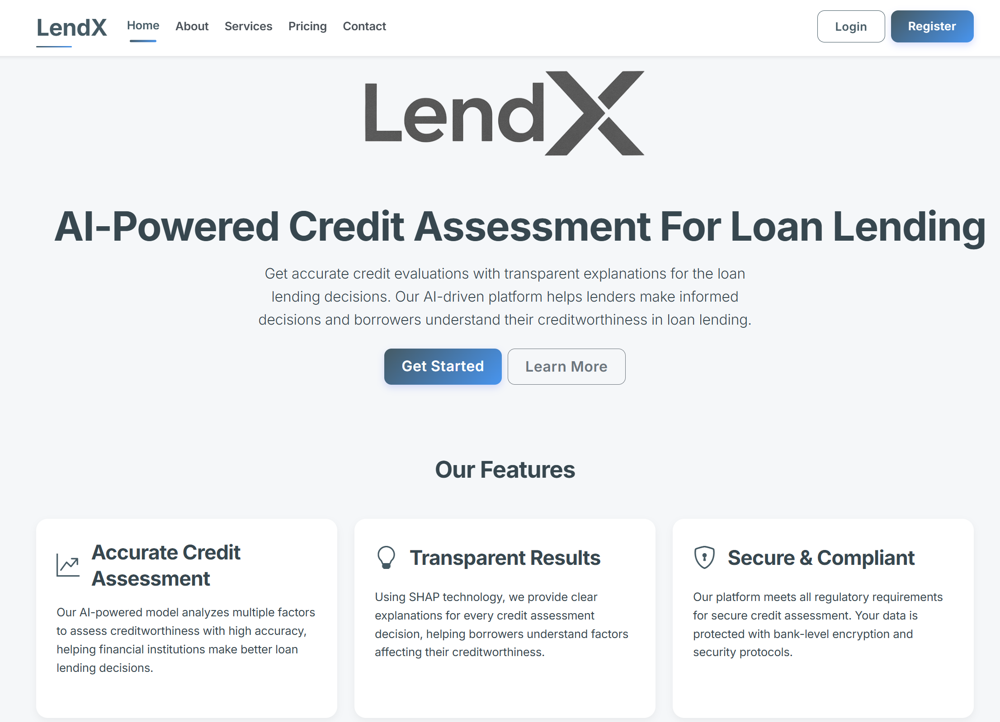 LendX
Home
About
Services
Pricing
Contact
Login
Register
LendX
AI-Powered Credit Assessment For Loan Lending
Get accurate credit evaluations with transparent explanations for the loan
lending decisions. Our AI-driven platform helps lenders make informed
decisions and borrowers understand their creditworthiness in loan lending.
Get Started
Learn More
Our Features
Accurate Credit
Assessment
Our AI-powered model analyzes multiple factors
to assess creditworthiness with high accuracy,
helping financial institutions make better loan
lending decisions.
Transparent Results
Using SHAP technology, we provide clear
explanations for every credit assessment
decision, helping borrowers understand factors
affecting their creditworthiness.
Secure & Compliant
Our platform meets all regulatory requirements
for secure credit assessment. Your data is
protected with bank-level encryption and
security protocols.